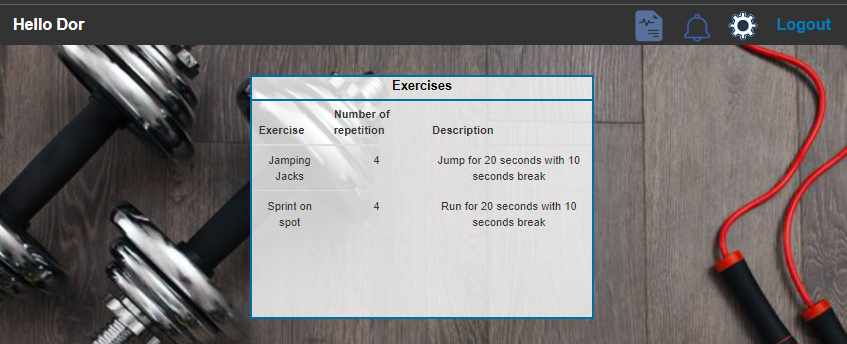 Hello Dor
Logout
Exercises
Exercise Number of repetition Description
Jamping Jacks 4 Jump for 20 seconds with 10 seconds break
Sprint on spot 4 Run for 20 seconds with 10 seconds break